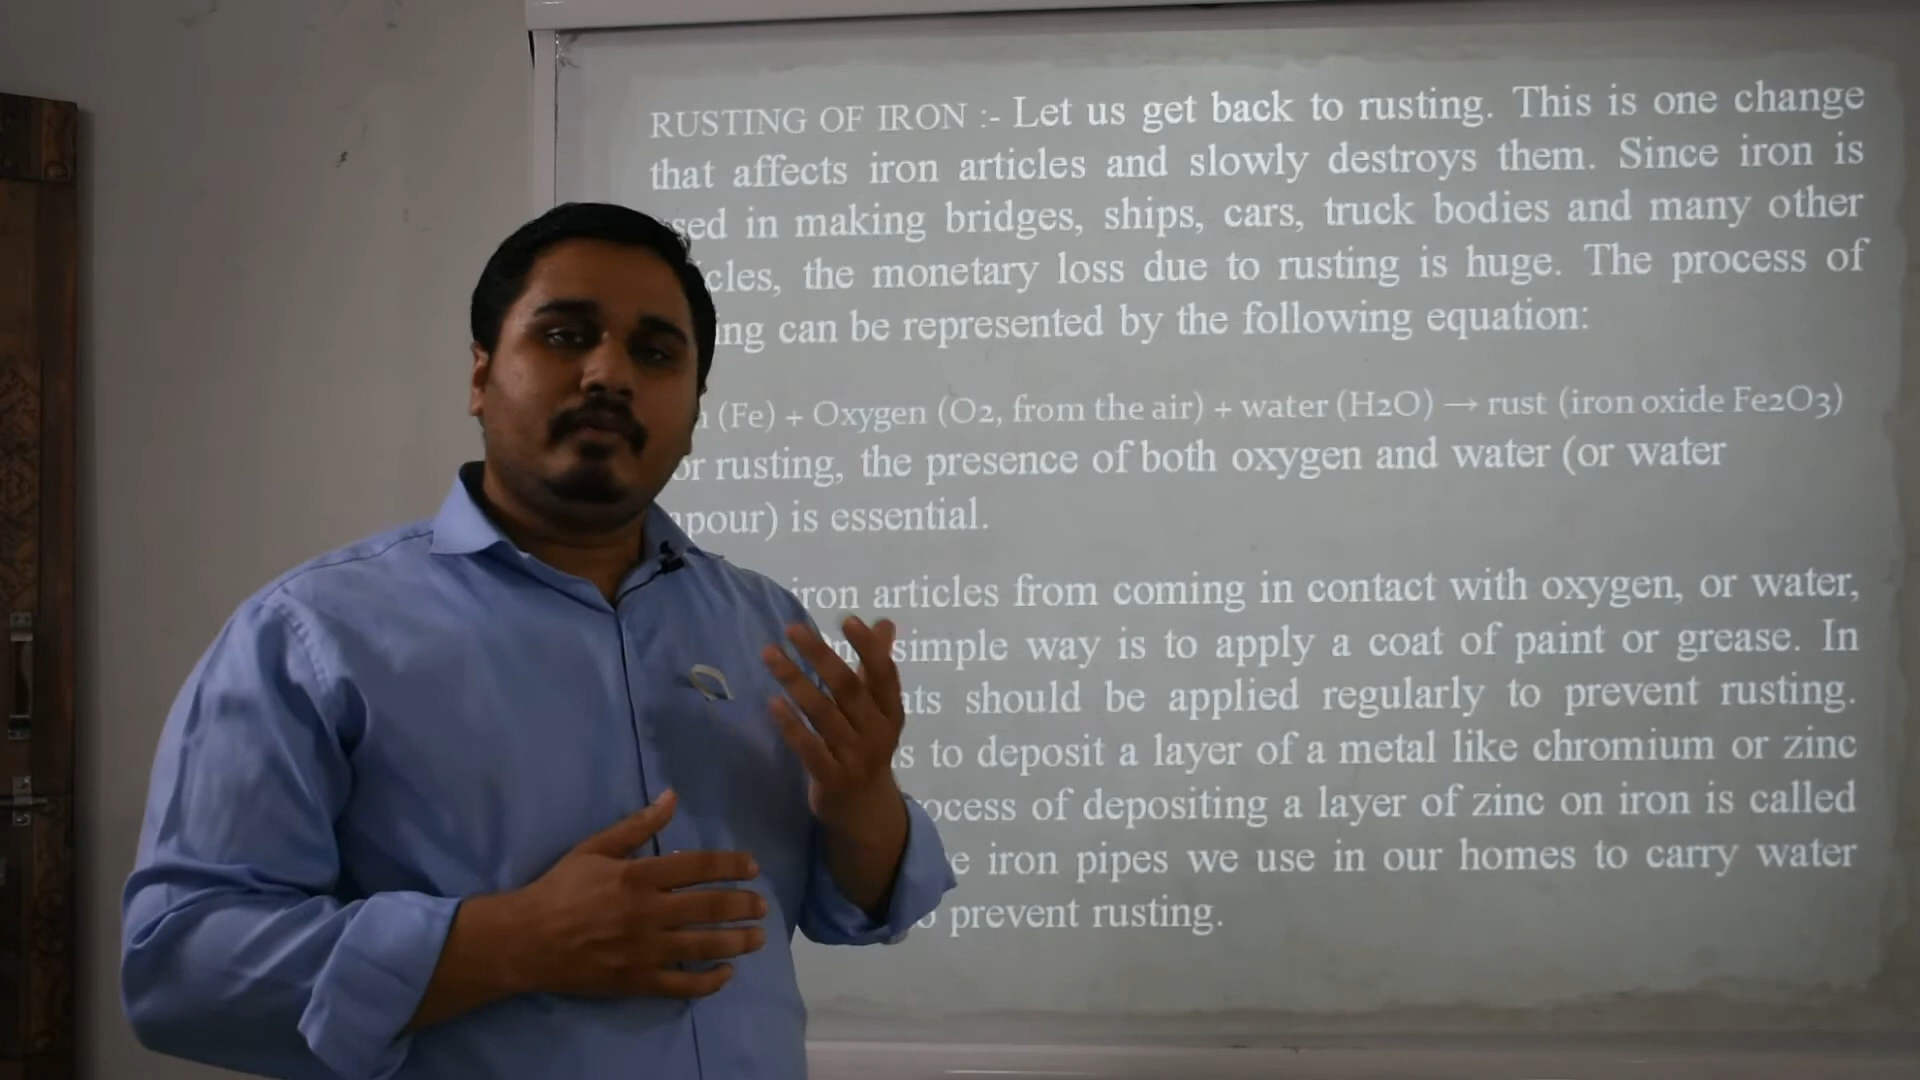 RUSTING OF IRON :- Let us get back to rusting. This is one change
that affects iron articles and slowly destroys them. Since iron is
in making bridges, ships, cars, truck bodies and many other
the monetary loss due to rusting is huge. The process of
can be represented by the following equation:
(Fe) + Oxygen (O2, from the air) + water (H2O) → rust (iron oxide Fe2O3)
rusting, the presence of both oxygen and water (or water
is essential.
iron articles from coming in contact with oxygen, or water,
simple way is to apply a coat of paint or grease. In
should be applied regularly to prevent rusting.
to deposit a layer of a metal like chromium or zinc
of depositing a layer of zinc on iron is called
iron pipes we use in our homes to carry water
prevent rusting.